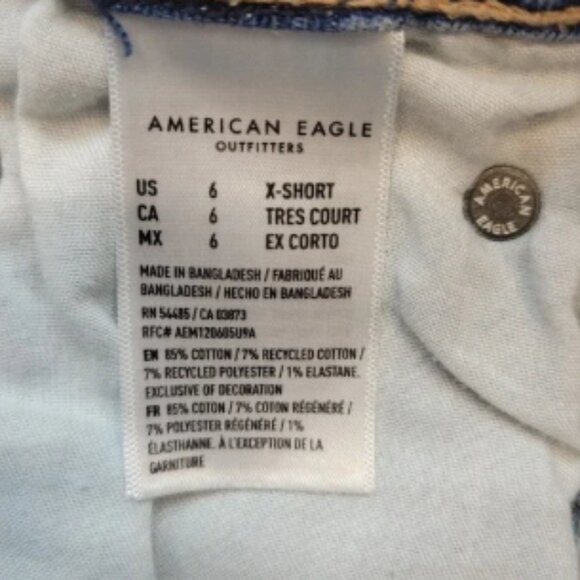 AMERICAN EAGLE
OUTFITTERS
US 6 X-SHORT
CA 6 TRES COURT
MX 6 EX CORTO
MADE IN BANGLADESH / FABRIQUÉ AU
BANGLADESH / HECHO EN BANGLADESH
RN 54485 / CA 03873
RFC# AEM120605U9A
EN 85% COTTON / 7% RECYCLED COTTON /
7% RECYCLED POLYESTER / 1% ELASTANE.
EXCLUSIVE OF DECORATION
FR 85% COTON / 7% COTON RÉGÉNÉRÉ /
7% POLYESTER RÉGÉNÉRÉ / 1%
ÉLASTHANNE. À L'EXCEPTION DE LA
GARNITURE
AMERICAN
EAGLE